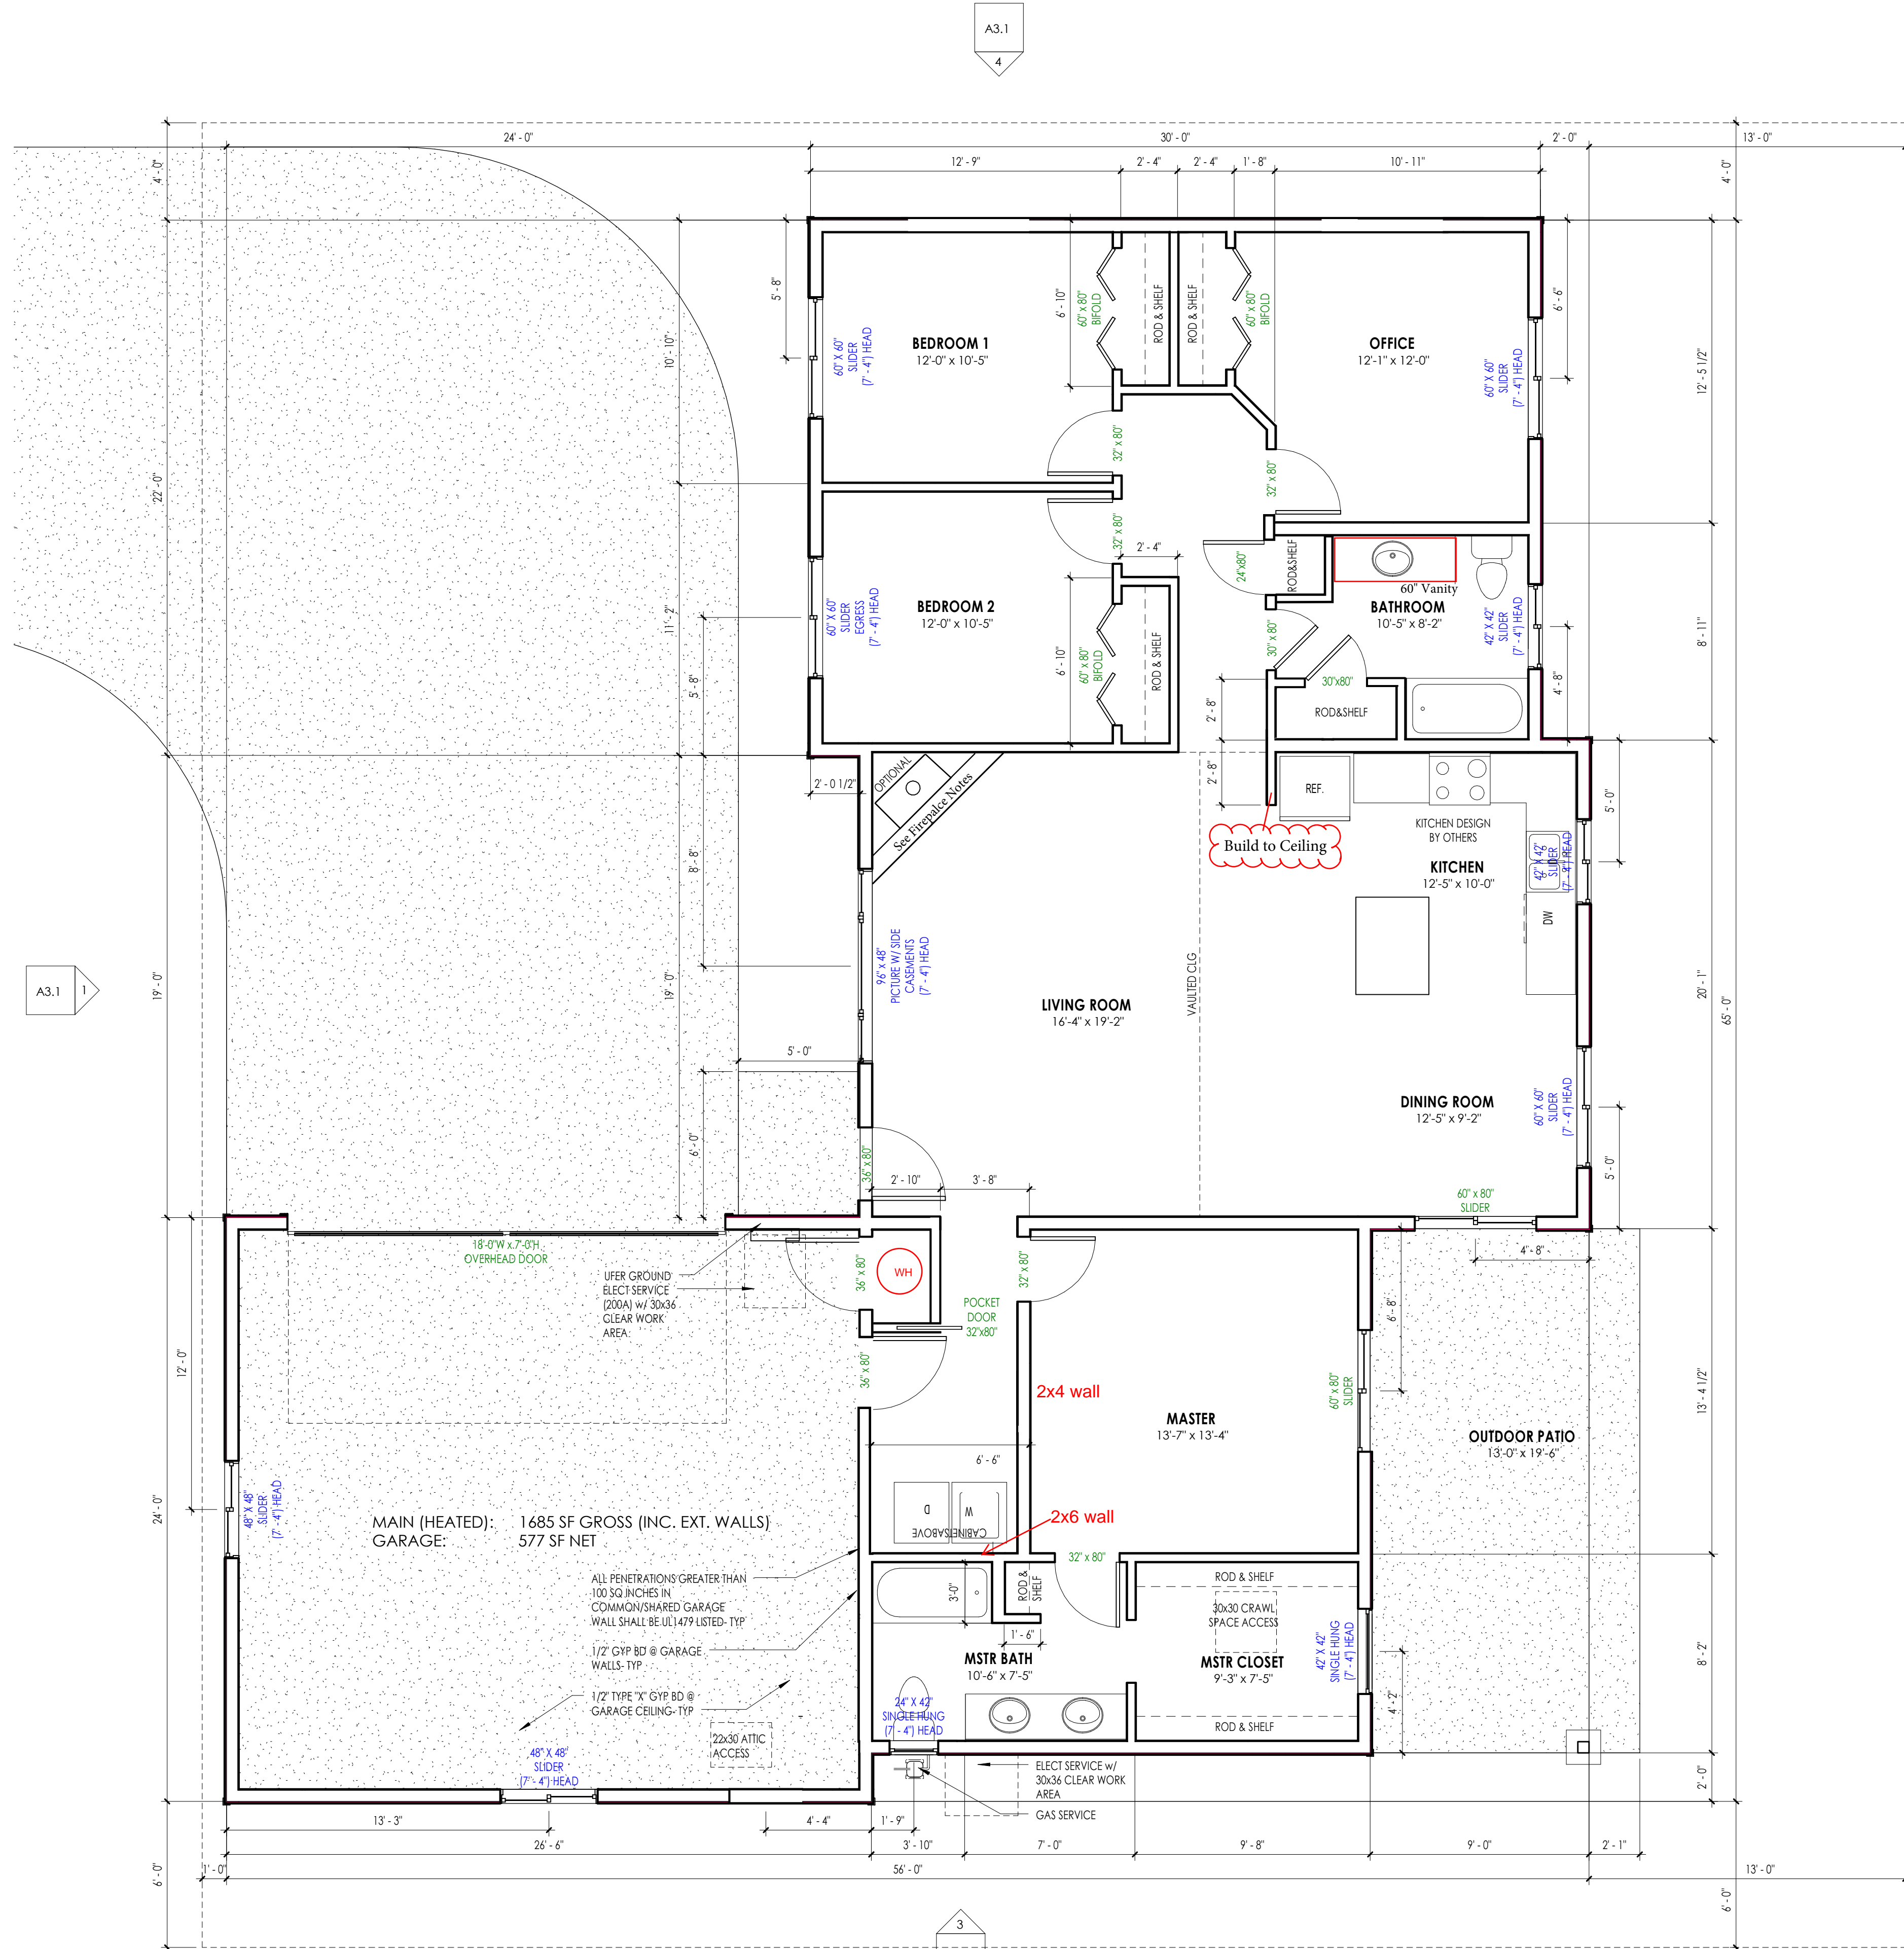 A3.1
4
24' - 0"
30' - 0"
2' - 0"
13' - 0"
12' - 9"
2' - 4"
2' - 4"
1' - 8"
10' - 11"
4' - 0"
4' - 0"
5' - 8"
6' - 10"
60" x 80"
BIFOLD
ROD & SHELF
ROD & SHELF
60" x 80"
BIFOLD
6' - 6"
10' - 10"
60" X 60"
SLIDER
(7' - 4") HEAD
BEDROOM 1
12'-0" x 10'-5"
OFFICE
12'-1" x 12'-0"
60" X 60"
SLIDER
(7' - 4") HEAD
12' - 5 1/2"
22' - 0"
32" x 80"
32" x 80"
32" x 80"
2' - 4"
24"x80"
ROD&SHELF
60" Vanity
BATHROOM
10'-5" x 8'-2"
42" X 42"
SLIDER
(7' - 4") HEAD
8' - 11"
11' - 2"
60" X 60"
SLIDER
EGRESS
(7' - 4") HEAD
BEDROOM 2
12'-0" x 10'-5"
6' - 10"
60" x 80"
BIFOLD
ROD & SHELF
30" x 80"
30"x80"
ROD&SHELF
5' - 8"
2' - 8"
4' - 8"
2' - 0 1/2"
OPTIONAL
See Firepalce Notes
2' - 8"
REF.
5' - 0"
Build to Ceiling
KITCHEN DESIGN
BY OTHERS
KITCHEN
12'-5" x 10'-0"
42" X 42"
SLIDER
(7' - 4") HEAD
DW
8' - 8"
A3.1
1
19' - 0"
19' - 0"
96" x 48"
PICTURE W/ SIDE
CASEMENTS
(7' - 4") HEAD
LIVING ROOM
16'-4" x 19'-2"
VAULTED CLG
20' - 1"
65' - 0"
5' - 0"
DINING ROOM
12'-5" x 9'-2"
60" X 60"
SLIDER
(7' - 4") HEAD
6' - 0"
36" x 80"
2' - 10"
3' - 8"
60" x 80"
SLIDER
5' - 0"
4' - 8"
18'-0"W x 7'-0"H
OVERHEAD DOOR
UFER GROUND
ELECT SERVICE
(200A) w/ 30x36
CLEAR WORK
AREA
36" x 80"
WH
32" x 80"
POCKET
DOOR
32"x80"
6' - 8"
12' - 0"
36" x 80"
2x4 wall
MASTER
13'-7" x 13'-4"
60" x 80"
SLIDER
13' - 4 1/2"
OUTDOOR PATIO
13'-0" x 19'-6"
6' - 6"
24' - 0"
48" X 48"
SLIDER
(7' - 4") HEAD
MAIN (HEATED): 1685 SF GROSS (INC. EXT. WALLS)
GARAGE: 577 SF NET
D
W
CABINETSABOVE
2x6 wall
32" x 80"
ALL PENETRATIONS GREATER THAN
100 SQ INCHES IN
COMMON/SHARED GARAGE
WALL SHALL BE UL1479 LISTED- TYP
3'-0"
ROD &
SHELF
ROD & SHELF
30x30 CRAWL
SPACE ACCESS
1' - 6"
1/2" GYP BD @ GARAGE
WALLS- TYP
MSTR BATH
10'-6" x 7'-5"
MSTR CLOSET
9'-3" x 7'-5"
42" X 42"
SINGLE HUNG
(7' - 4") HEAD
8' - 2"
4' - 2"
1/2" TYPE "X" GYP BD @
GARAGE CEILING- TYP
24" X 42"
SINGLE HUNG
(7' - 4") HEAD
ROD & SHELF
22x30 ATTIC
ACCESS
48" X 48"
SLIDER
(7' - 4") HEAD
ELECT SERVICE w/
30x36 CLEAR WORK
AREA
GAS SERVICE
2' - 0"
13' - 3"
4' - 4"
1' - 9"
26' - 6"
3' - 10"
7' - 0"
9' - 8"
9' - 0"
2' - 1"
6' - 0"
1' - 0"
56' - 0"
13' - 0"
6' - 0"
3